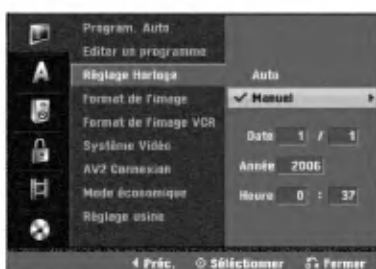 Program. Auto
Editer un programme
Réglage Horloge
Format de l'image
Format de l'image VCR
Système Vidéo
AV2 Connexion
Mode économique
Réglage usine
Auto
✓ Manuel
Date 1 / 1
Année 2006
Heure 0 : 37
Préc. Séléctionner Fermer